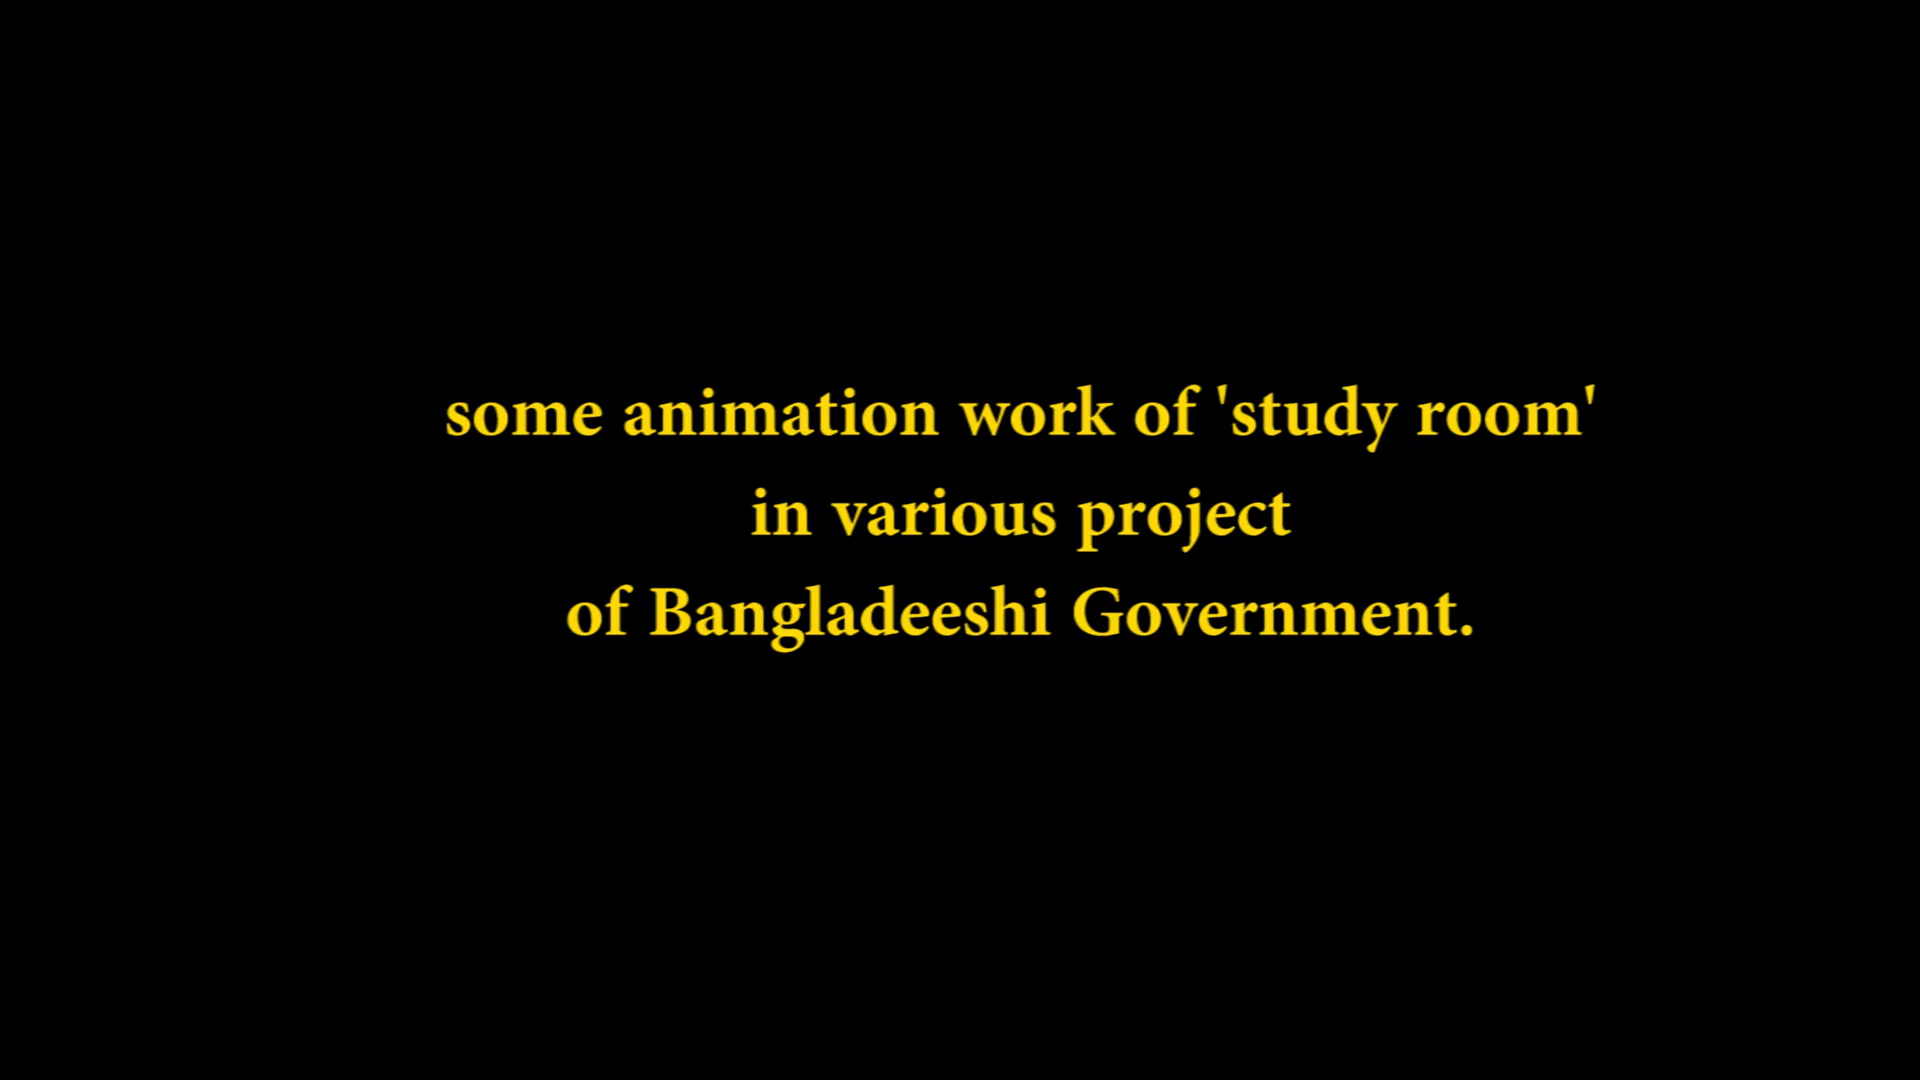 some animation work of 'study room'
in various project
of Bangladeeshi Government.